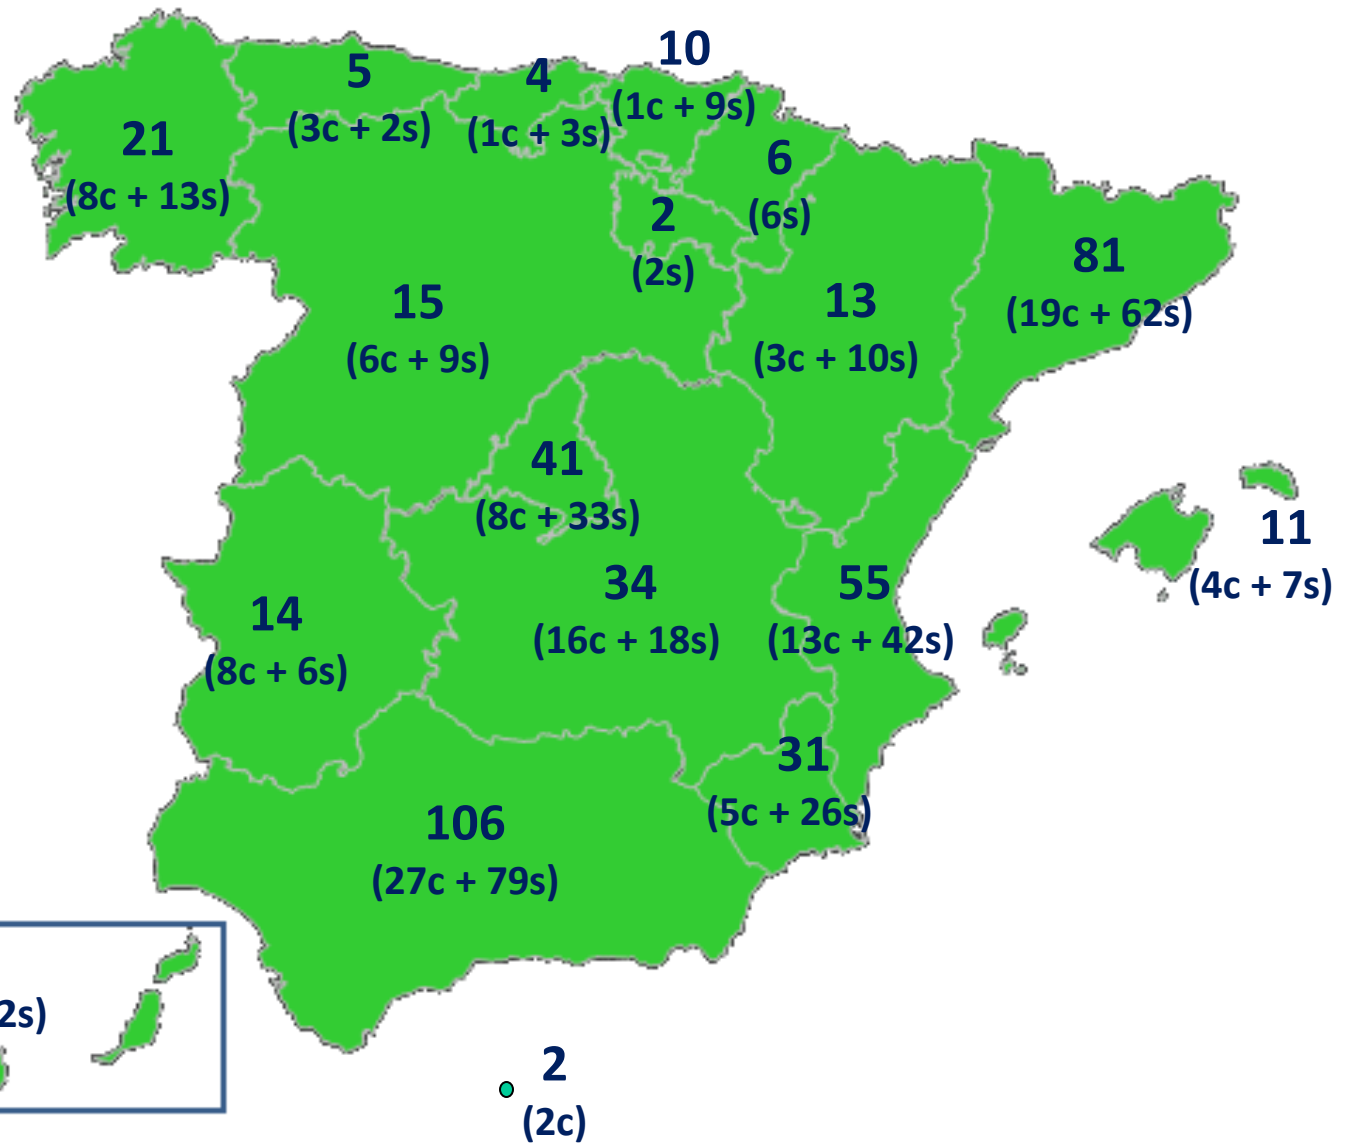 10
(1c + 9s)
5
(3c + 2s)
4
(1c + 3s)
21
(8c + 13s)
6
(6s)
2
(2s)
81
(19c + 62s)
15
(6c + 9s)
13
(3c + 10s)
41
(8c + 33s)
11
(4c + 7s)
34
(16c + 18s)
55
(13c + 42s)
14
(8c + 6s)
31
(5c + 26s)
106
(27c + 79s)
2s)
2
(2c)